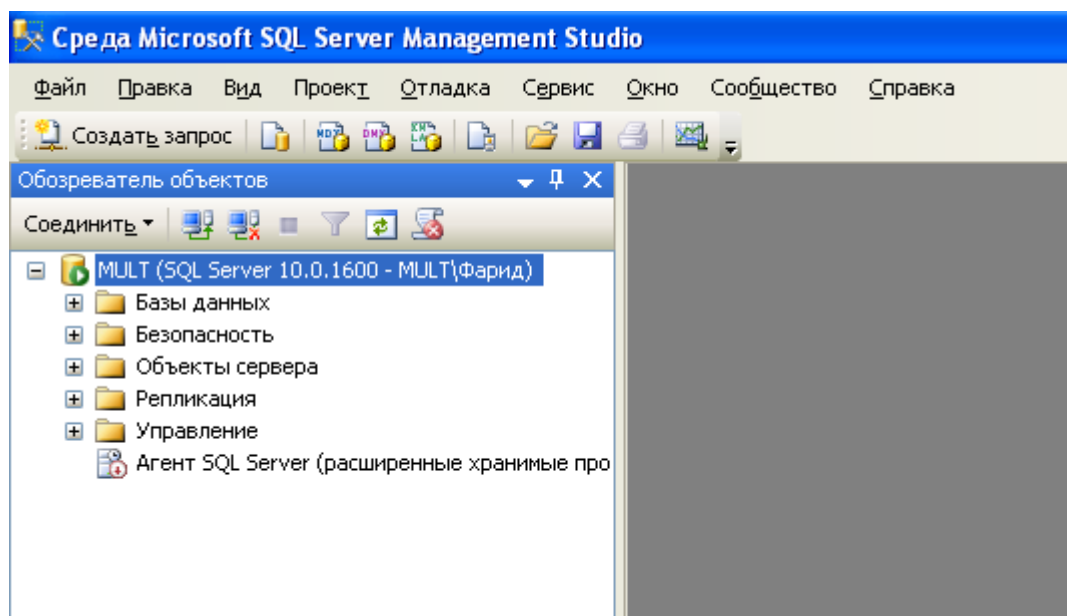 Среда Microsoft SQL Server Management Studio
Файл Правка Вид Проект Отладка Сервис Окно Сообщество Справка
Создать запрос
Обозреватель объектов
Соединить
MULT (SQL Server 10.0.1600 - MULT\Фарид)
Базы данных
Безопасность
Объекты сервера
Репликация
Управление
Агент SQL Server (расширенные хранимые про